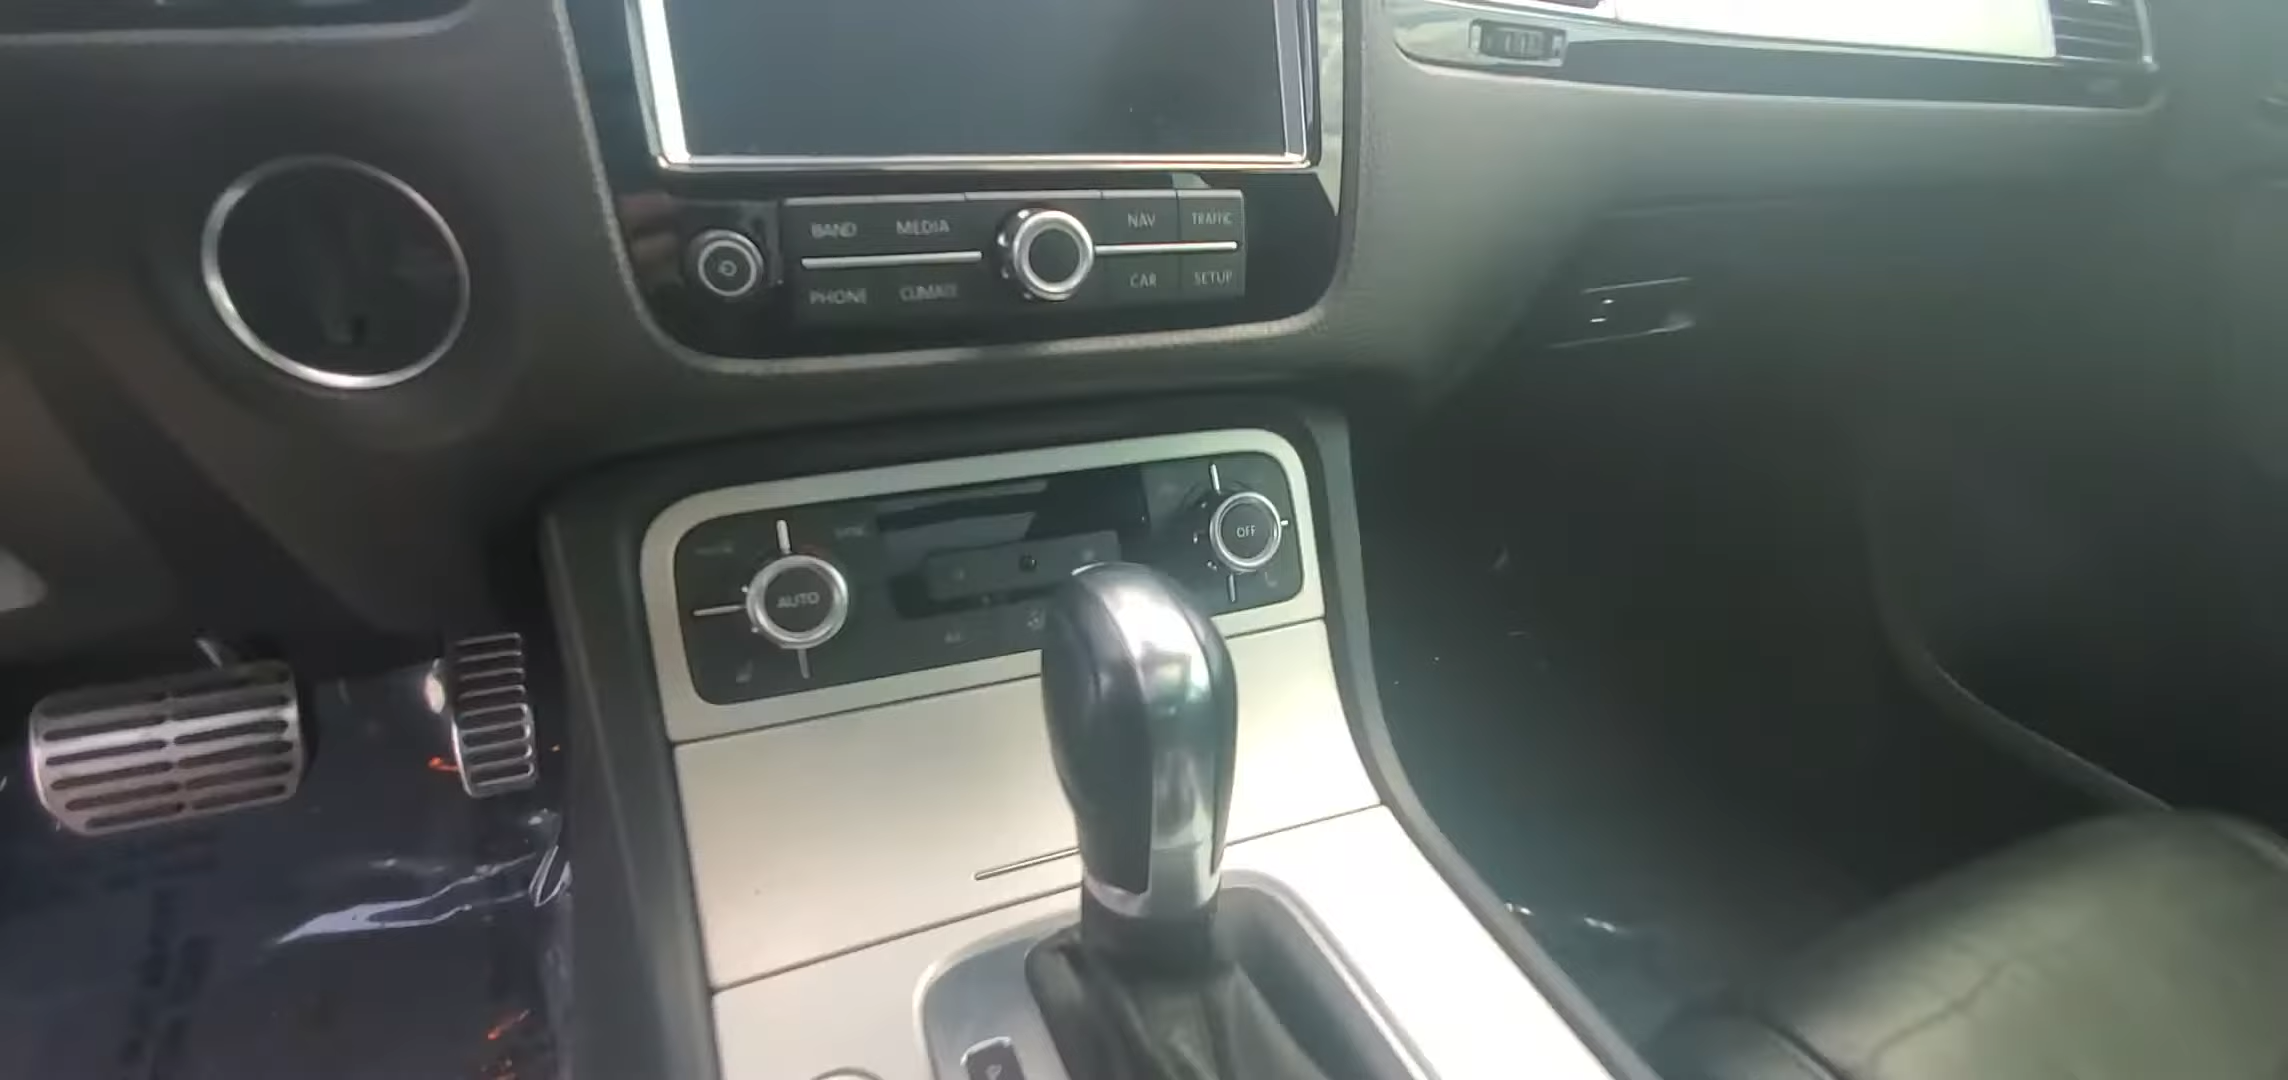 BAND MEDIA NAV TRAFFIC
PHONE CLIMATE CAR SETUP
OFF
AUTO